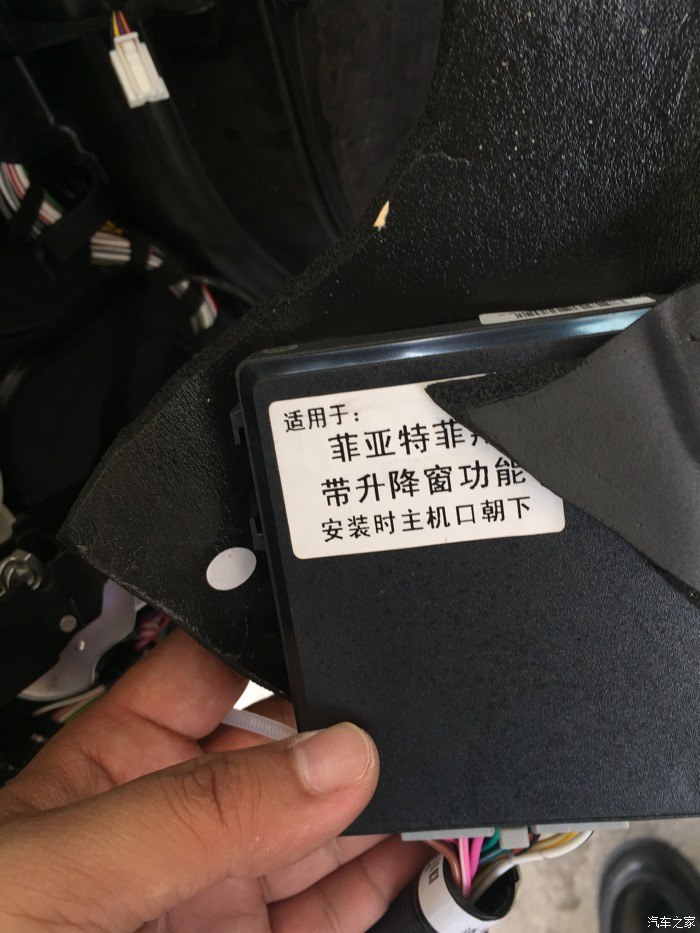 适用于：
菲亚特菲
带升降窗功能
安装时主机口朝下
汽车之家